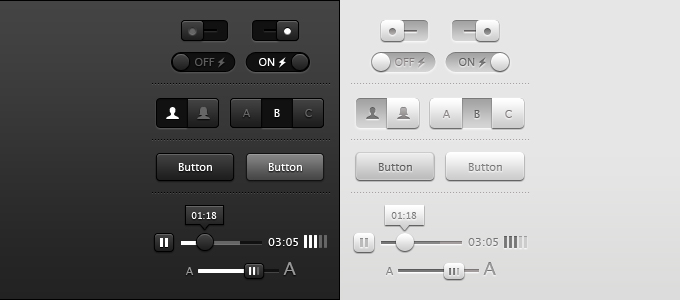 OFF ON OFF ON
A B C A B C
Button Button Button Button
01:18 01:18
03:05 03:05
A A A A